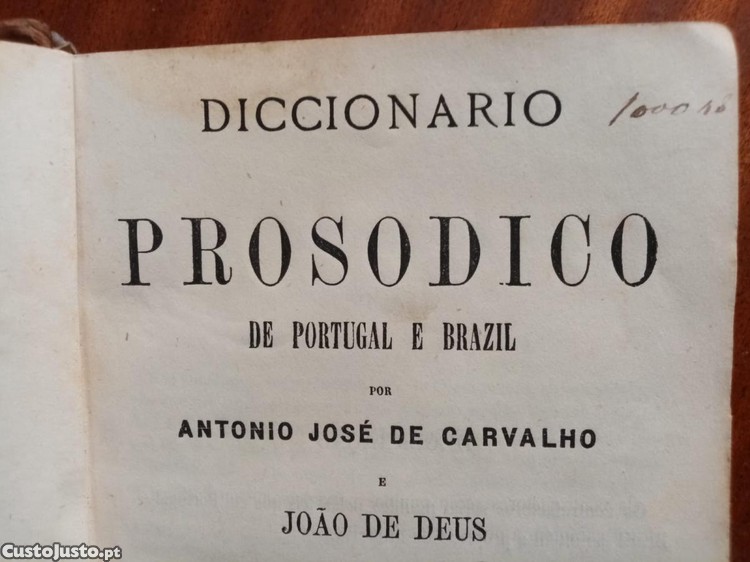 DICCIONARIO
PROSODICO
DE PORTUGAL E BRAZIL
POR
ANTONIO JOSÉ DE CARVALHO
E
JOÃO DE DEUS
CustoJusto.pt